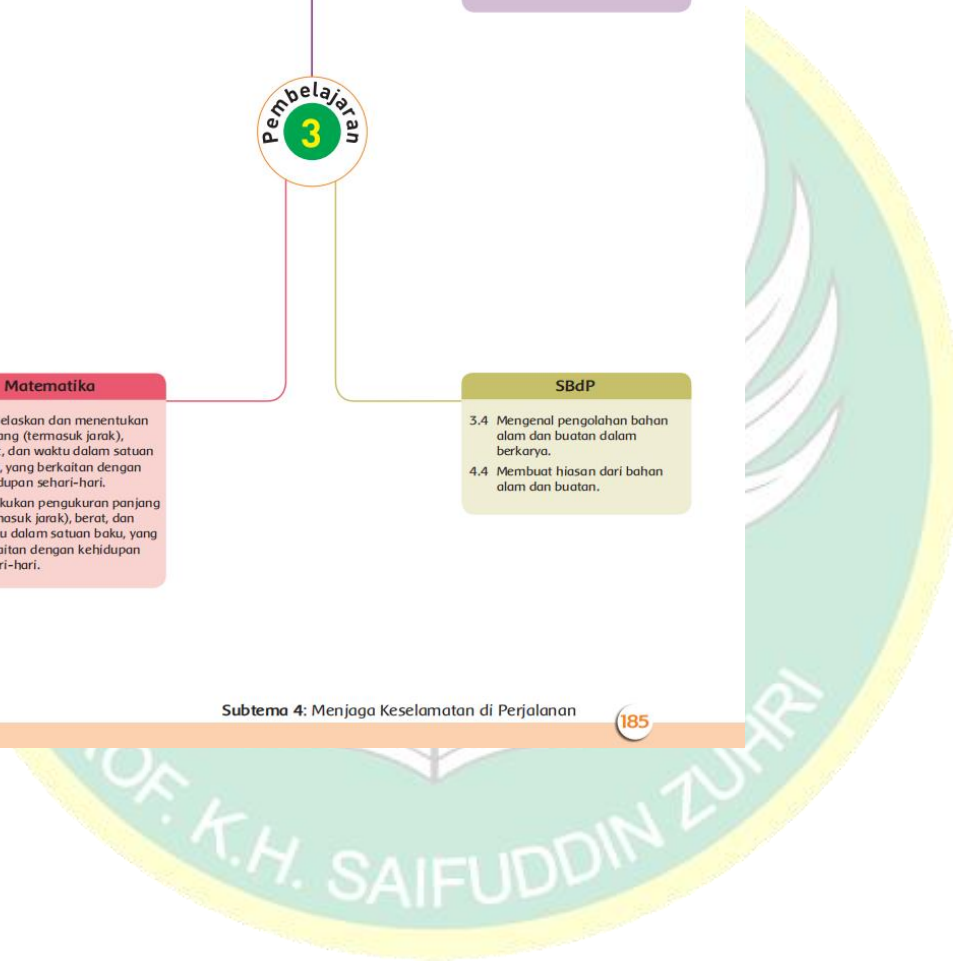 Pembelajaran
3
Matematika
elaskan dan menentukan
ang (termasuk jarak),
, dan waktu dalam satuan
, yang berkaitan dengan
dupan sehari-hari.
kukan pengukuran panjang
masuk jarak), berat, dan
u dalam satuan baku, yang
aitan dengan kehidupan
ri-hari.
SBdP
3.4 Mengenal pengolahan bahan
alam dan buatan dalam
berkarya.
4.4 Membuat hiasan dari bahan
alam dan buatan.
Subtema 4: Menjaga Keselamatan di Perjalanan
185
ROF. K.H. SAIFUDDIN ZUHRI